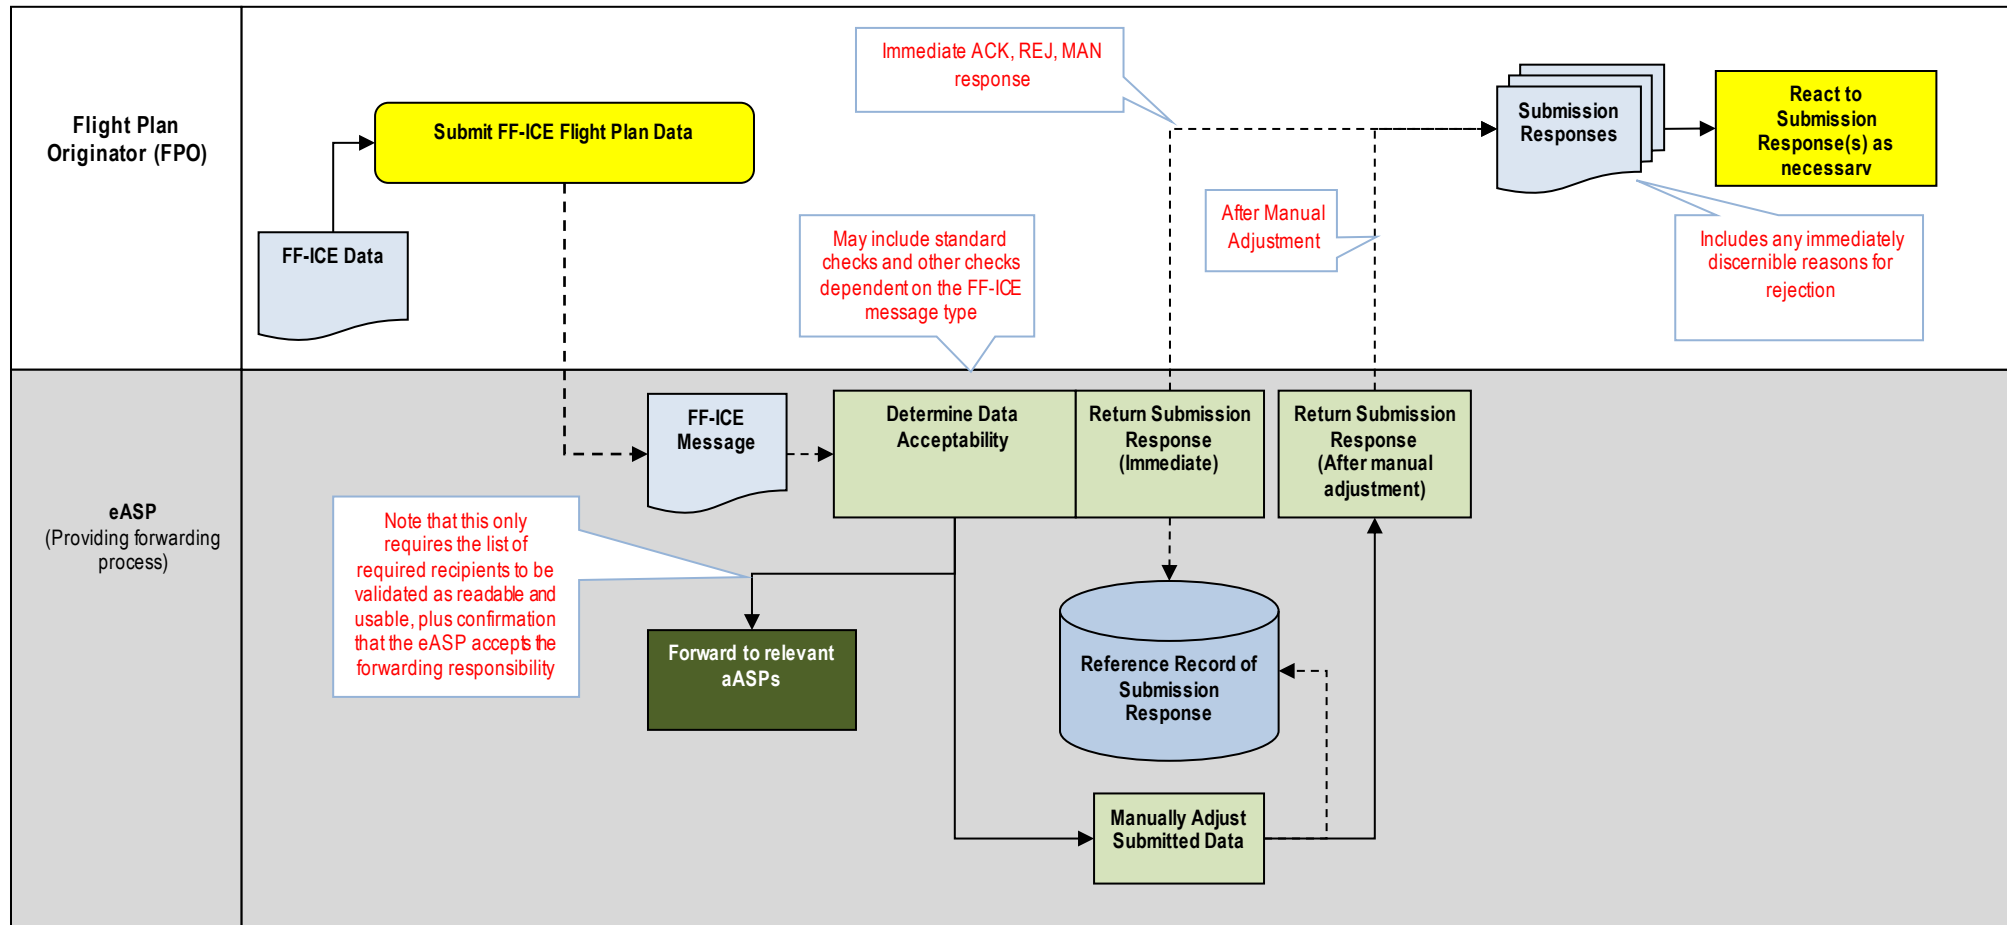 Flight Plan
Originator (FPO)
Submit FF-ICE Flight Plan Data
FF-ICE Data
Immediate ACK, REJ, MAN
response
May include standard
checks and other checks
dependent on the FF-ICE
message type
After Manual
Adjustment
Submission
Responses
React to
Submission
Response(s) as
necessary
Includes any immediately
discernible reasons for
rejection
eASP
(Providing forwarding
process)
FF-ICE
Message
Determine Data
Acceptability
Return Submission
Response
(Immediate)
Return Submission
Response
(After manual
adjustment)
Note that this only
requires the list of
required recipients to be
validated as readable and
usable, plus confirmation
that the eASP accepts the
forwarding responsibility
Forward to relevant
aASPs
Reference Record of
Submission
Response
Manually Adjust
Submitted Data